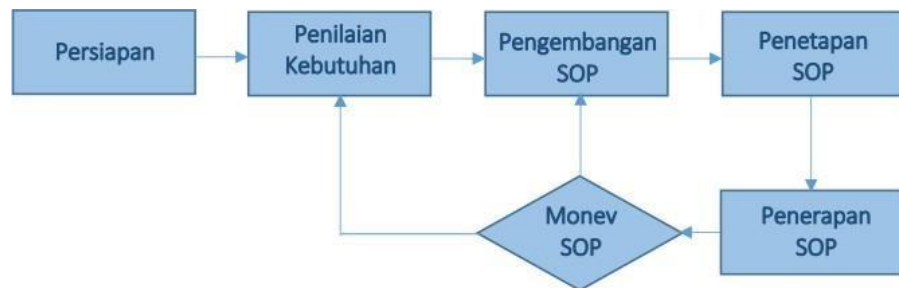 Persiapan
Penilaian
Kebutuhan
Pengembangan
SOP
Penetapan
SOP
Monev
SOP
Penerapan
SOP